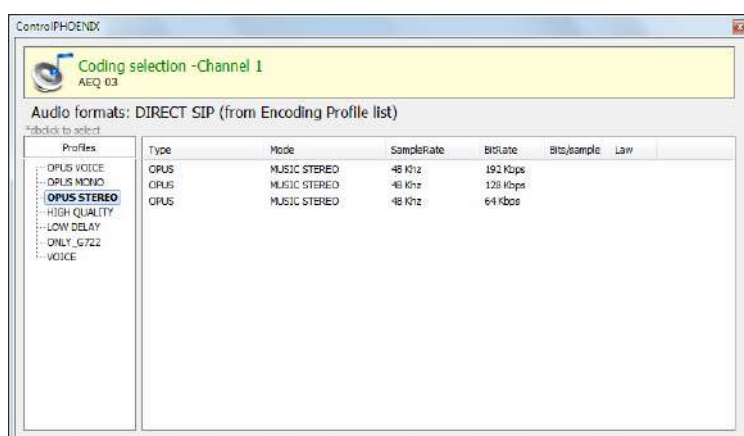 ControlPHOENIX
Coding selection -Channel 1
AEQ 03
Audio formats: DIRECT SIP (from Encoding Profile list)
*dbclick to select
Profiles Type Mode SampleRate BitRate Bits/sample Law
OPUS VOICE OPUS MUSIC STEREO 48 Khz 192 Kbps
OPUS MONO OPUS MUSIC STEREO 48 Khz 128 Kbps
OPUS STEREO OPUS MUSIC STEREO 48 Khz 64 Kbps
HIGH QUALITY
LOW DELAY
ONLY_G722
VOICE